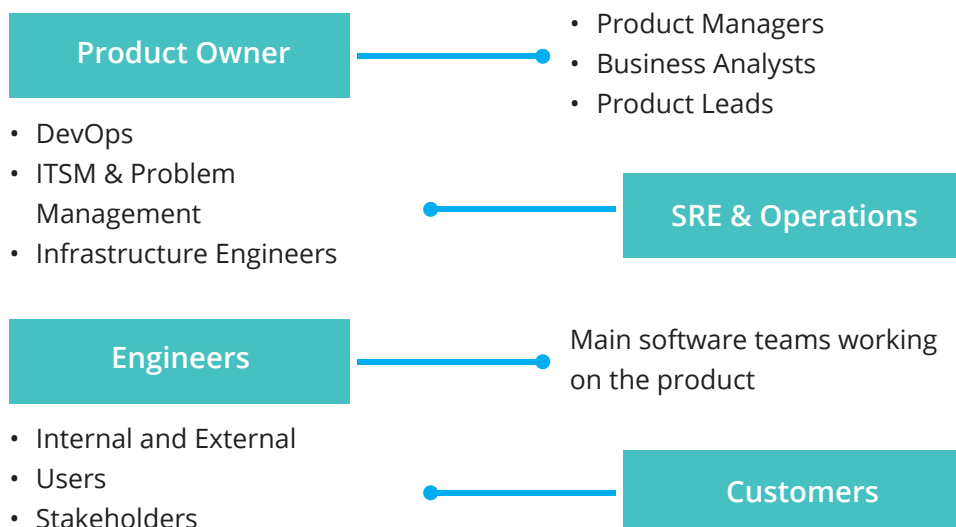 Product Owner
• Product Managers
• Business Analysts
• Product Leads
• DevOps
• ITSM & Problem
Management
• Infrastructure Engineers
SRE & Operations
Engineers
Main software teams working
on the product
• Internal and External
• Users
• Stakeholders
Customers